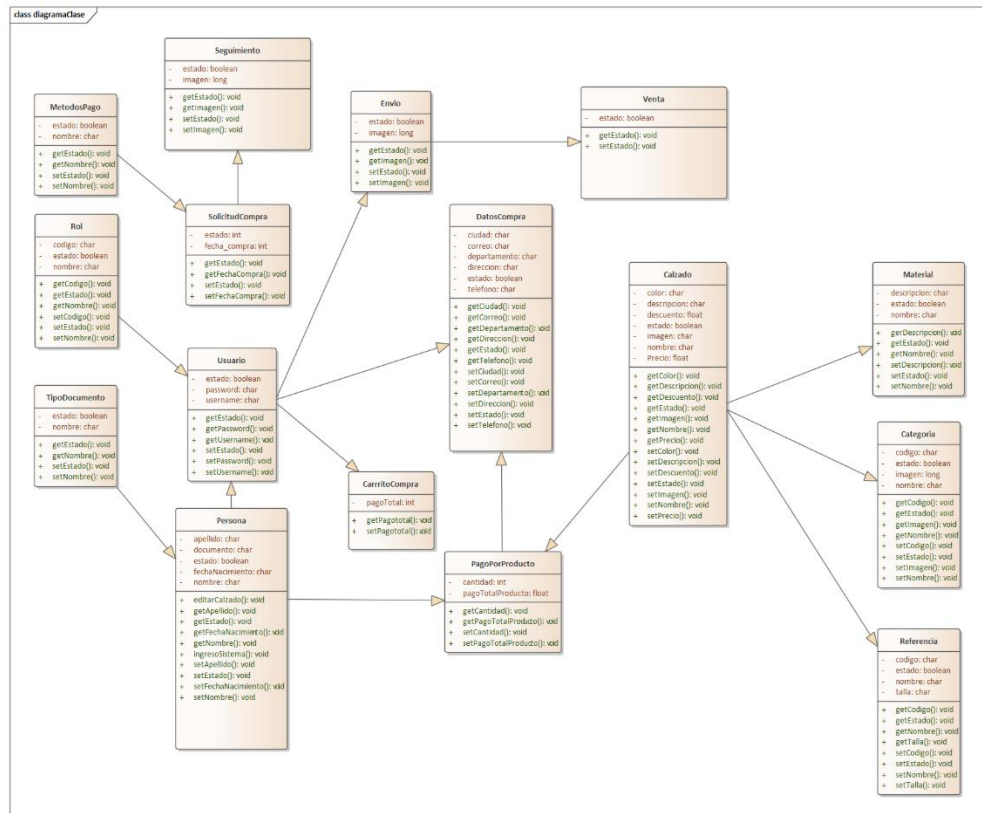 class diagramaClase
Seguimiento
- estado: boolean
- imagen: long
+ getEstado(): void
+ getImagen(): void
+ setEstado(): void
+ setImagen(): void
MetodosPago
- estado: boolean
- nombre: char
+ getEstado(): void
+ getNombre(): void
+ setEstado(): void
+ setNombre(): void
Envio
- estado: boolean
- imagen: long
+ getEstado(): void
+ getImagen(): void
+ setEstado(): void
+ setImagen(): void
Venta
- estado: boolean
+ getEstado(): void
+ setEstado(): void
Rol
- codigo: char
- estado: boolean
- nombre: char
+ getCodigo(): void
+ getEstado(): void
+ getNombre(): void
+ setCodigo(): void
+ setEstado(): void
+ setNombre(): void
SolicitudCompra
- estado: int
- fecha_compra: int
+ getEstado(): void
+ getFechaCompra(): void
+ setEstado(): void
+ setFechaCompra(): void
DatosCompra
- ciudad: char
- correo: char
- departamento: char
- direccion: char
- estado: boolean
- telefono: char
+ getCiudad(): void
+ getCorreo(): void
+ getDepartamento(): void
+ getDireccion(): void
+ getEstado(): void
+ getTelefono(): void
+ setCiudad(): void
+ setCorreo(): void
+ setDepartamento(): void
+ setDireccion(): void
+ setEstado(): void
+ setTelefono(): void
Calzado
- color: char
- descripcion: char
- descuento: float
- estado: boolean
- imagen: char
- nombre: char
- Precio: float
+ getColor(): void
+ getDescripcion(): void
+ getDescuento(): void
+ getEstado(): void
+ getImagen(): void
+ getNombre(): void
+ getPrecio(): void
+ setColor(): void
+ setDescripcion(): void
+ setDescuento(): void
+ setEstado(): void
+ setImagen(): void
+ setNombre(): void
+ setPrecio(): void
Material
- descripcion: char
- estado: boolean
- nombre: char
+ gerDescripcion(): void
+ getEstado(): void
+ getNombre(): void
+ setDescripcion(): void
+ setEstado(): void
+ setNombre(): void
Usuario
- estado: boolean
- password: char
- username: char
+ getEstado(): void
+ getPassword(): void
+ getUsername(): void
+ setEstado(): void
+ setPassword(): void
+ setUsername(): void
TipoDocumento
- estado: boolean
- nombre: char
+ getEstado(): void
+ getNombre(): void
+ setEstado(): void
+ setNombre(): void
Categoria
- codigo: char
- estado: boolean
- imagen: long
- nombre: char
+ getCodigo(): void
+ getEstado(): void
+ getImagen(): void
+ getNombre(): void
+ setCodigo(): void
+ setEstado(): void
+ setImagen(): void
+ setNombre(): void
CarrritoCompra
- pagoTotal: int
+ getPagototal(): void
+ setPagototal(): void
Persona
- apellido: char
- documento: char
- estado: boolean
- fechaNacimiento: char
- nombre: char
+ editarCalzado(): void
+ getApellido(): void
+ getEstado(): void
+ getFechaNacimiento(): void
+ getNombre(): void
+ ingresoSistema(): void
+ setApellido(): void
+ setEstado(): void
+ setFechaNacimiento(): void
+ setNombre(): void
PagoPorProducto
- cantidad: int
- pagoTotalProducto: float
+ getCantidad(): void
+ getPagoTotalProducto(): void
+ setCantidad(): void
+ setPagoTotalProducto(): void
Referencia
- codigo: char
- estado: boolean
- nombre: char
- talla: char
+ getCodigo(): void
+ getEstado(): void
+ getNombre(): void
+ getTalla(): void
+ setCodigo(): void
+ setEstado(): void
+ setNombre(): void
+ setTalla(): void